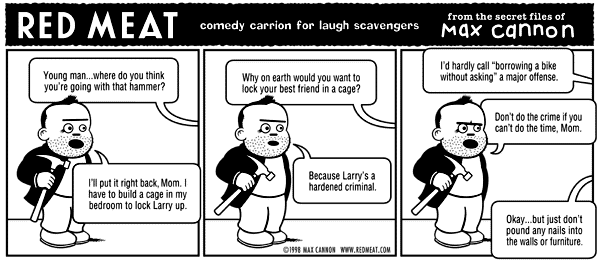 RED MEAT
comedy carrion for laugh scavengers
from the secret files of
Max cannon
Young man...where do you think
you're going with that hammer?
I'll put it right back, Mom. I
have to build a cage in my
bedroom to lock Larry up.
Why on earth would you want to
lock your best friend in a cage?
Because Larry's a
hardened criminal.
©1998 MAX CANNON WWW.REDMEAT.COM
I'd hardly call "borrowing a bike
without asking" a major offense.
Don't do the crime if you
can't do the time, Mom.
Okay...but just don't
pound any nails into
the walls or furniture.